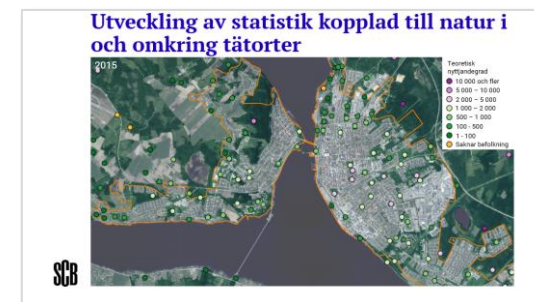 Utveckling av statistik kopplad till natur i
och omkring tätorter
2015
Teoretisk
nyttjandegrad
10 000 och fler
5 000 – 10 000
2 000 – 5 000
1 000 – 2 000
500 – 1 000
100 - 500
1 - 100
Saknar befolkning
SCB